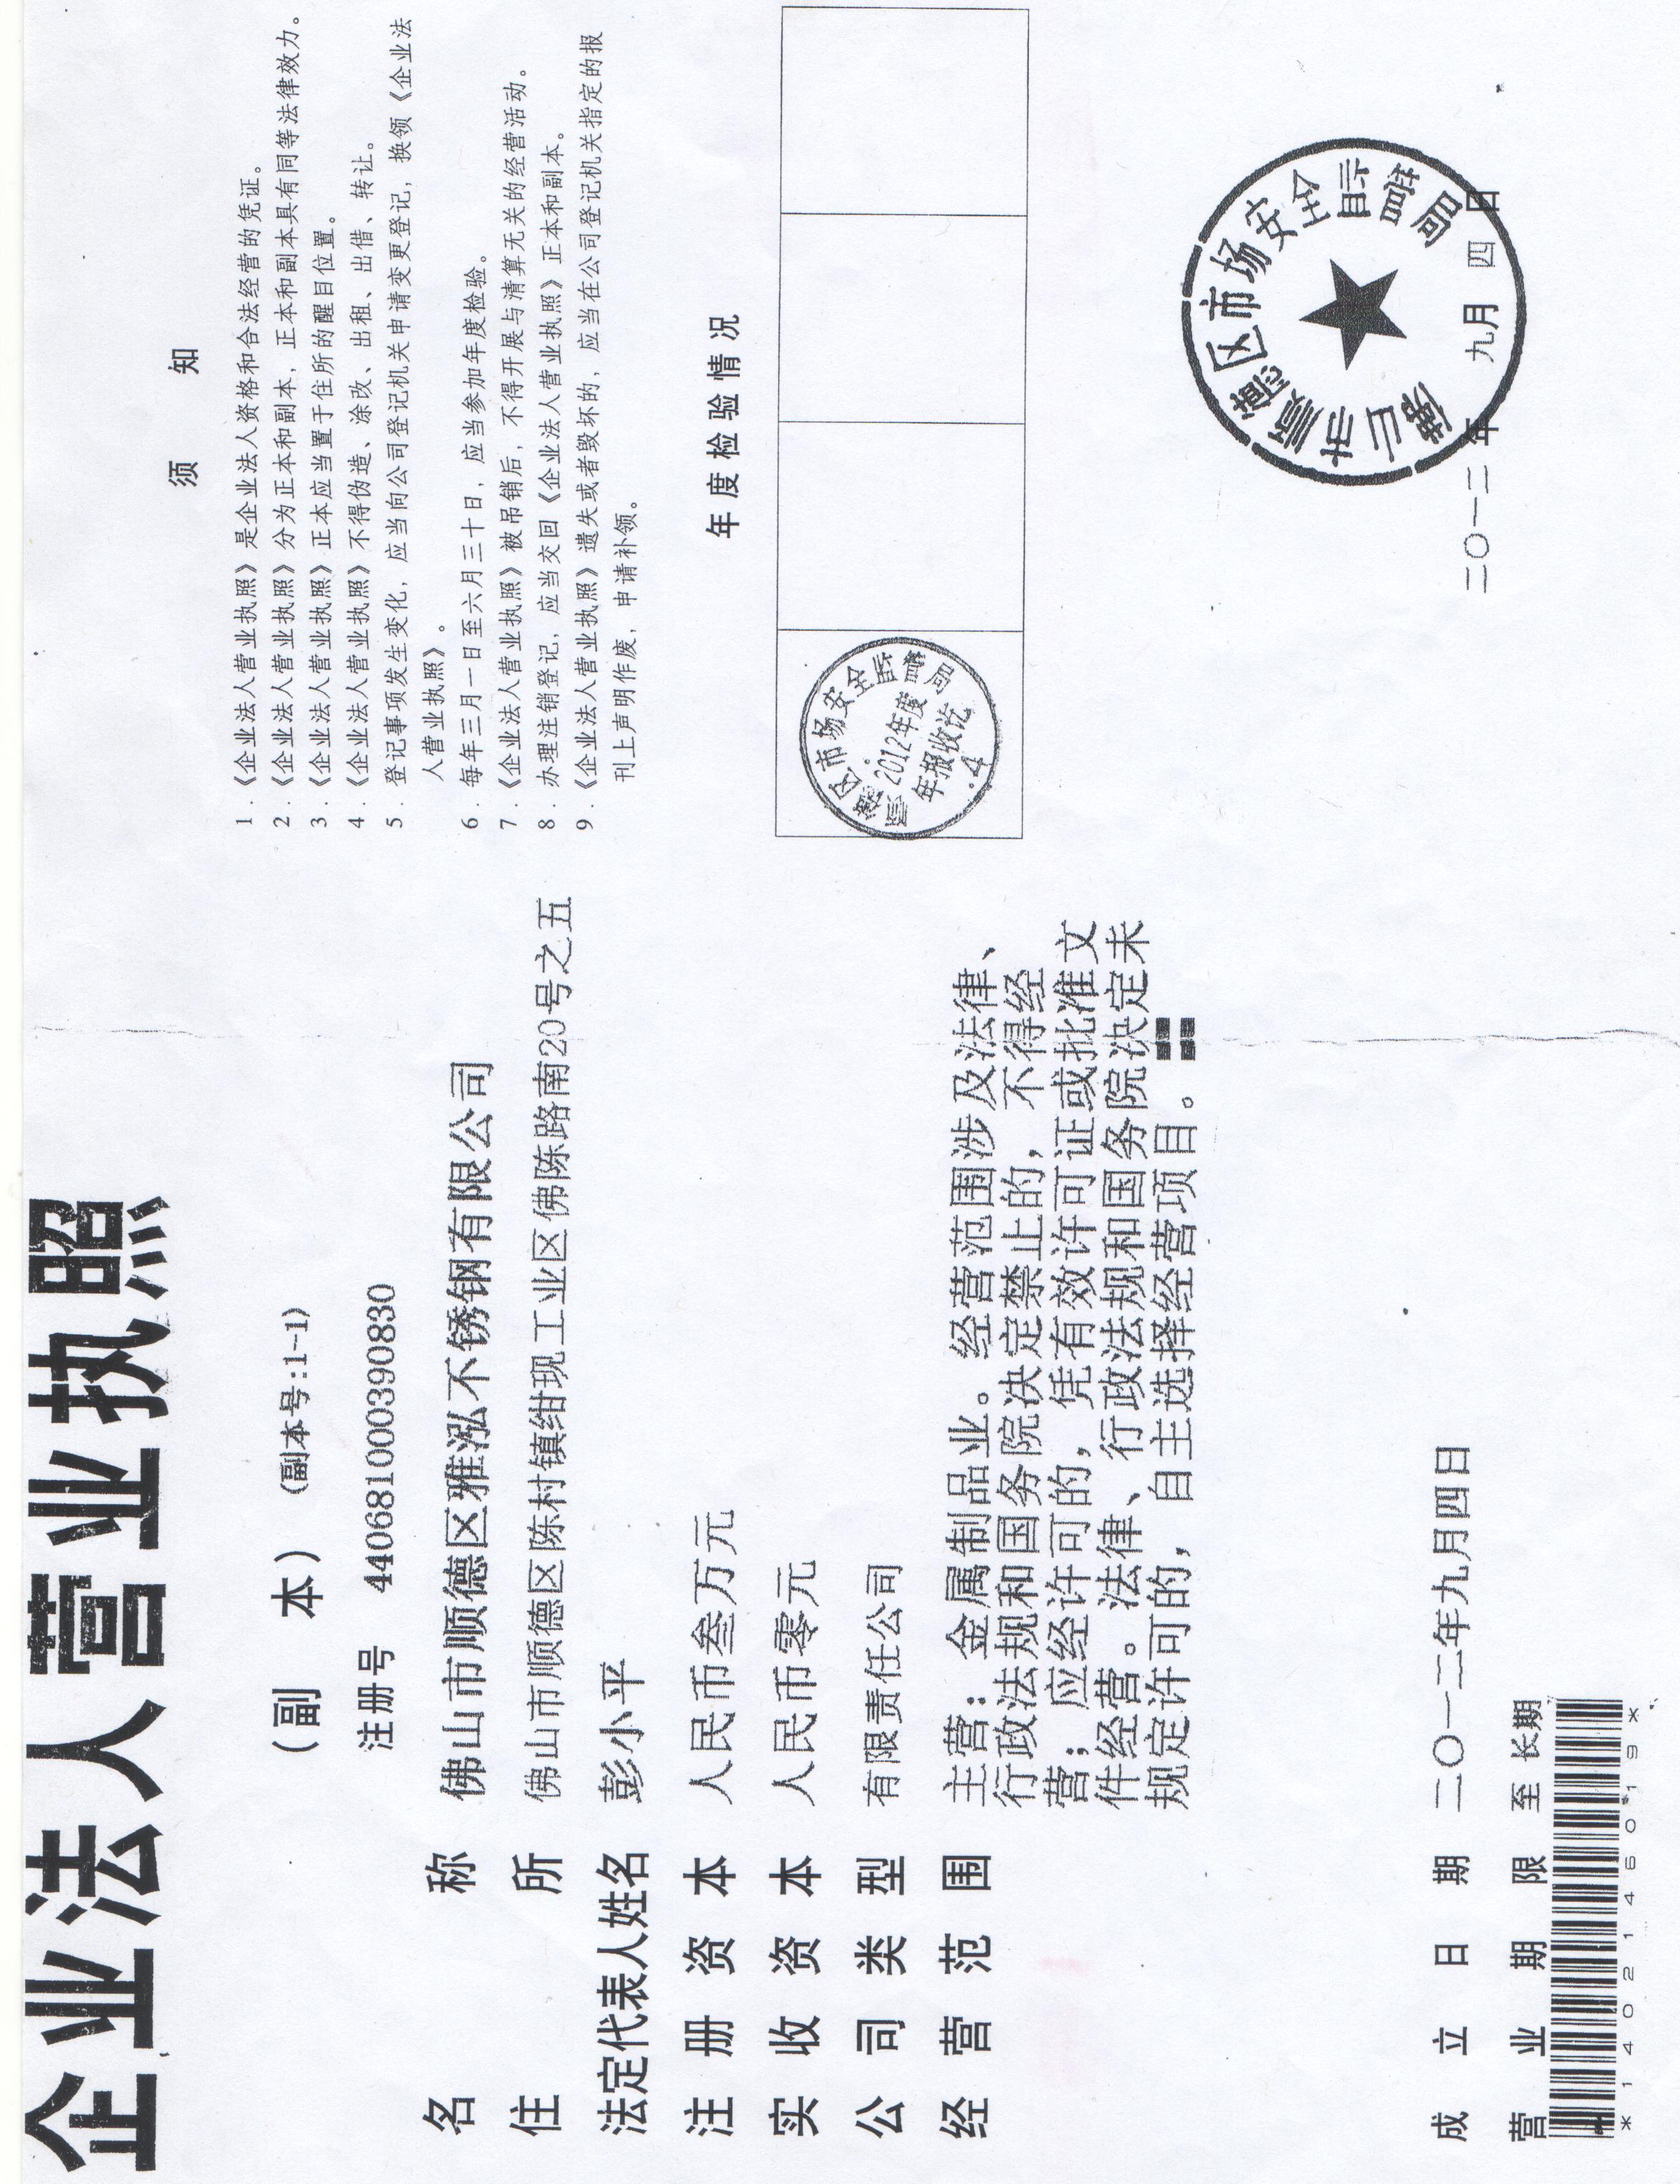 企业法人营业执照
（副 本） （副本号:1-1）
注册号 440681000390830
名 称 佛山市顺德区雅泓不锈钢有限公司
住 所 佛山市顺德区陈村镇绀现工业区佛陈路南20号之五
法定代表人姓名 彭小平
注 册 资 本 人民币叁万元
实 收 资 本 人民币零元
公 司 类 型 有限责任公司
经 营 范 围 主营：金属制品业。经营范围涉及法律、
行政法规和国务院决定禁止的，不得经
营；应经许可的，凭有效许可证或批准文
件经营。法律、行政法规和国务院决定未
规定许可的，自主选择经营项目。
成 立 日 期 二〇一二年九月四日
营 业 期 限 至 长期
*1402146019*
须 知
1．《企业法人营业执照》是企业法人资格和合法经营的凭证。
2．《企业法人营业执照》分为正本和副本，正本和副本具有同等法律效力。
3．《企业法人营业执照》正本应当置于住所的醒目位置。
4．《企业法人营业执照》不得伪造、涂改、出租、出借、转让。
5．登记事项发生变化，应当向公司登记机关申请变更登记，换领《企业法
人营业执照》。
6．每年三月一日至六月三十日，应当参加年度检验。
7．《企业法人营业执照》被吊销后，不得开展与清算无关的经营活动。
8．办理注销登记，应当交回《企业法人营业执照》正本和副本。
9．《企业法人营业执照》遗失或者毁坏的，应当在公司登记机关指定的报
刊上声明作废，申请补领。
年度检验情况
顺德区市场安全监督局
2012年度
年报收讫
.4
佛山市顺德区市场安全监督局
二〇一二年 九月 四 日